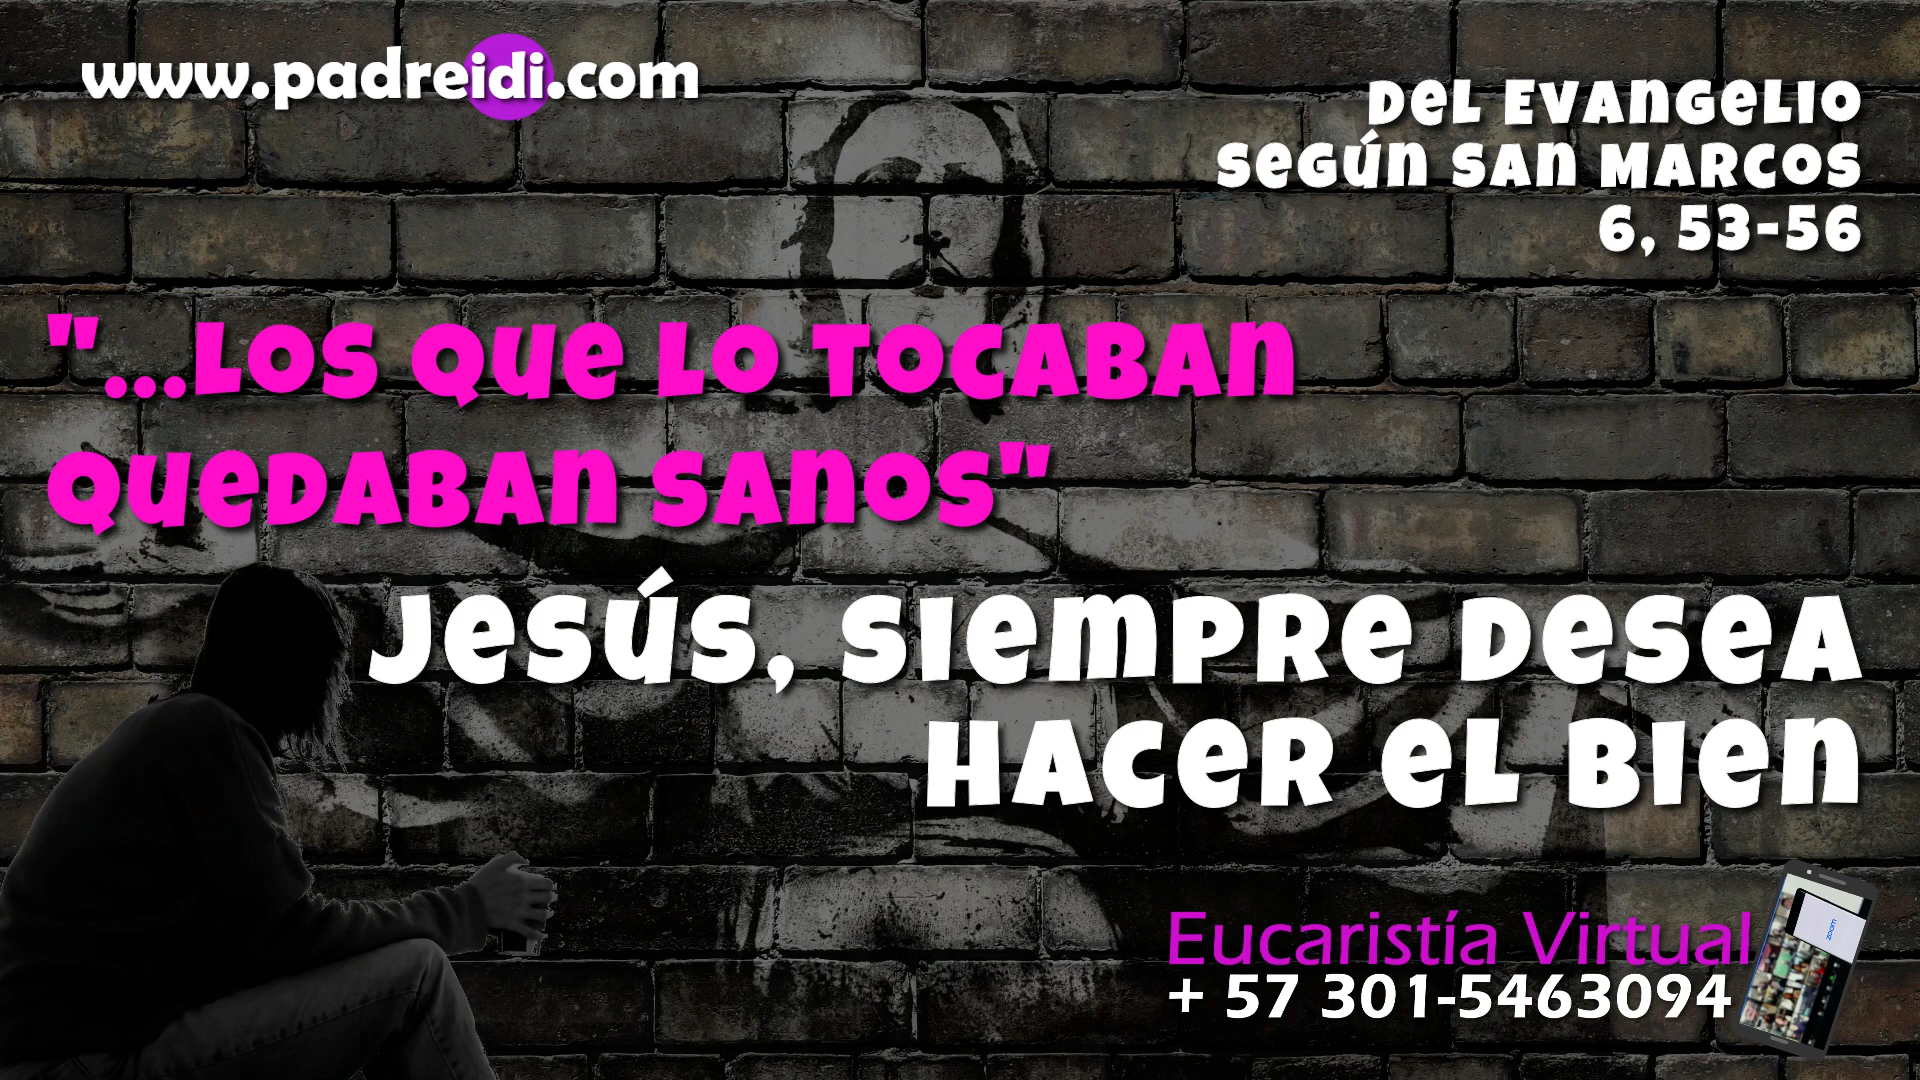 www.padreidi.com
Del Evangelio
según San Marcos
6, 53-56
"...los que lo tocaban
quedaban sanos"
Jesús, siempre desea
hacer el bien
Eucaristía Virtual
+ 57 301-5463094
zoom